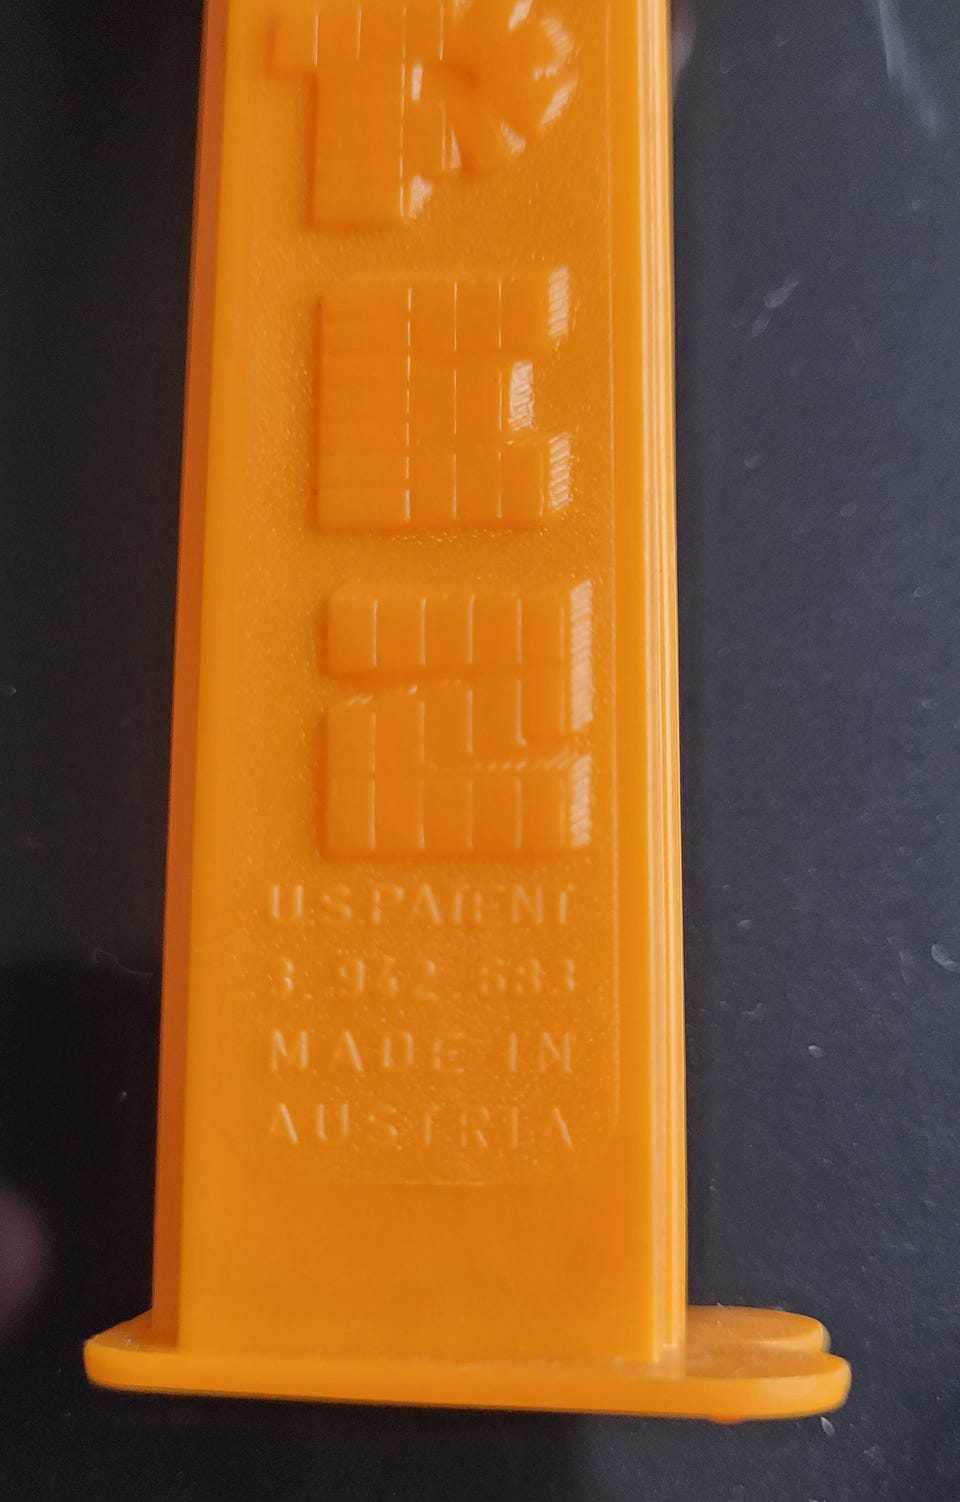 PEZ
U.S.PATENT
3.942.683
MADE IN
AUSTRIA